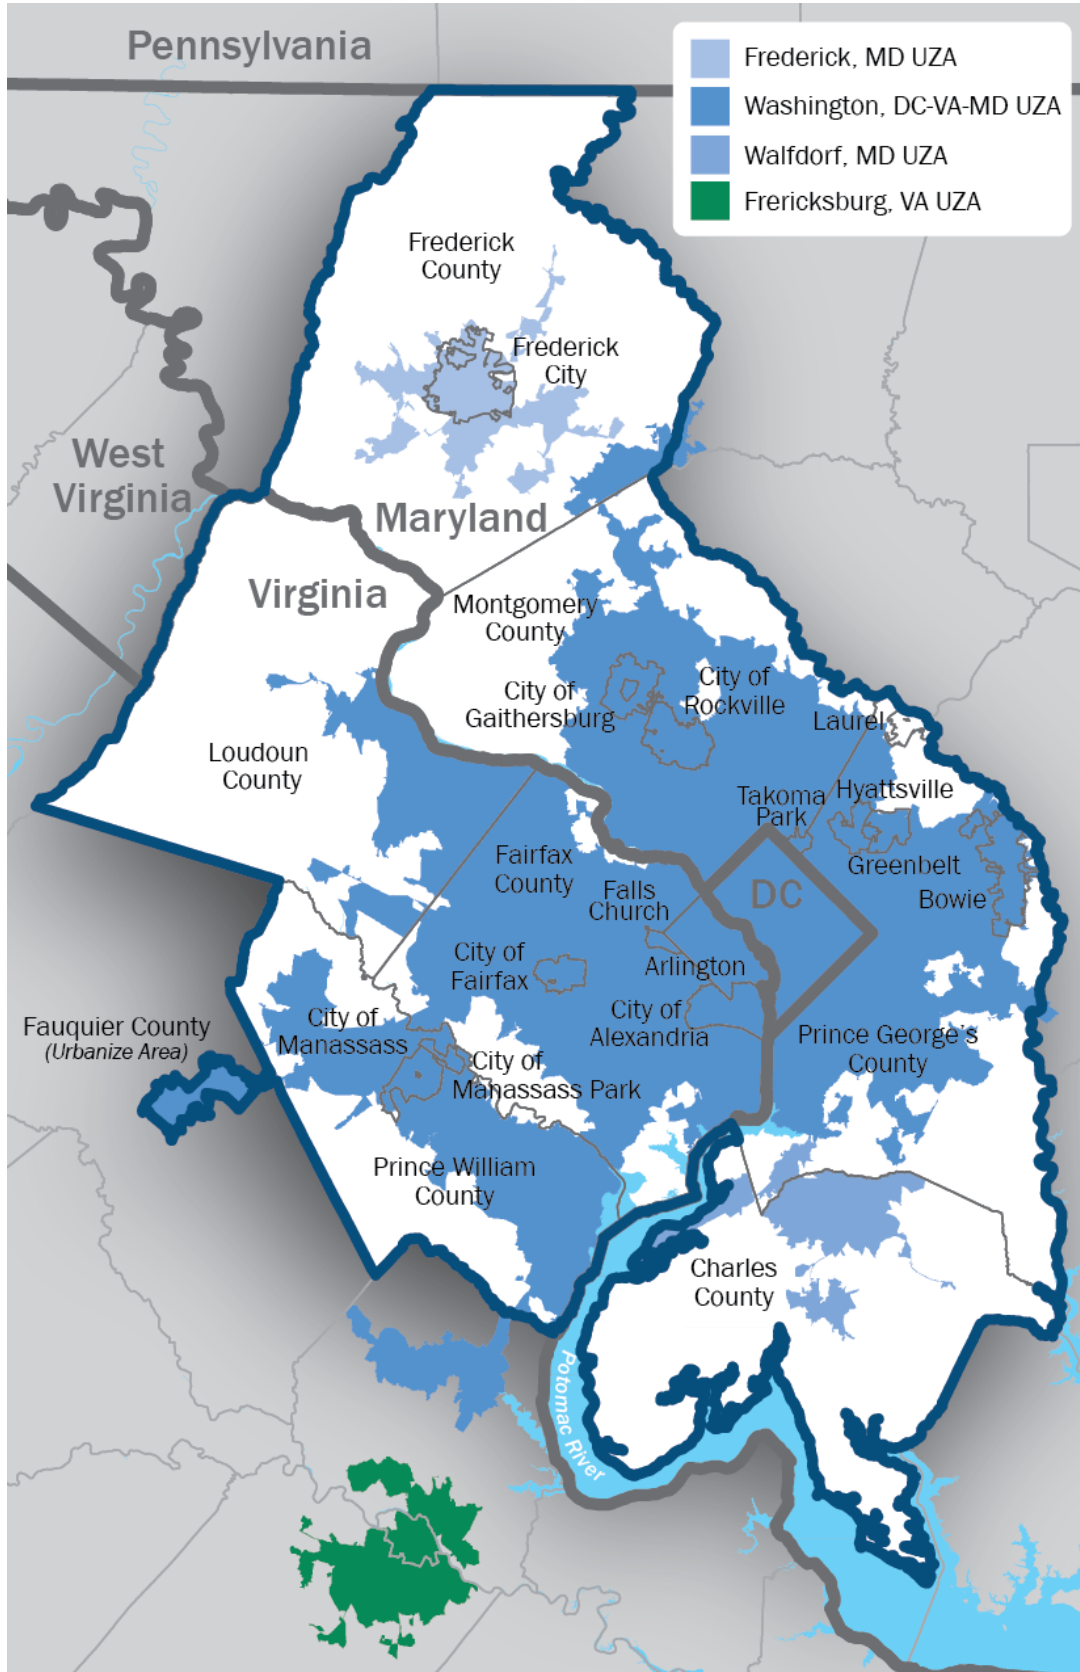 Pennsylvania
Frederick, MD UZA
Washington, DC-VA-MD UZA
Walfdorf, MD UZA
Frericksburg, VA UZA
Frederick
County
Frederick
City
West
Virginia
Maryland
Virginia
Montgomery
County
City of
Gaithersburg
City of
Rockville
Laurel
Loudoun
County
Takoma
Park
Hyattsville
Fairfax
County
Falls
Church
DC
Greenbelt
Bowie
City of
Fairfax
Arlington
City of
Alexandria
City of
Manassass
Fauquier County
(Urbanize Area)
Prince George's
County
City of
Manassass Park
Prince William
County
Charles
County
Potomac River